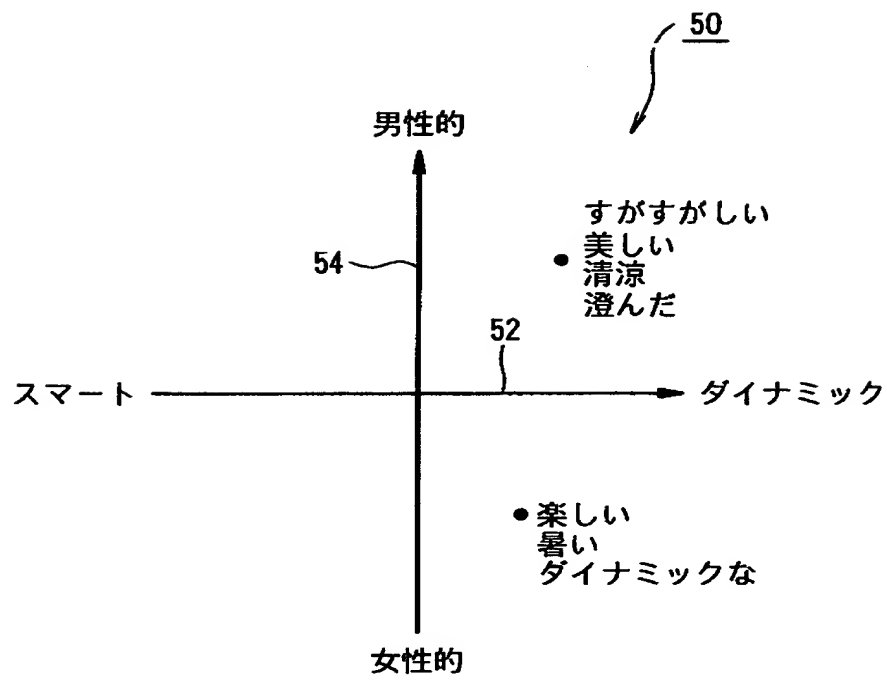 50
男性的
すがすがしい
美しい
清涼
澄んだ
54
52
スマート
ダイナミック
楽しい
暑い
ダイナミックな
女性的